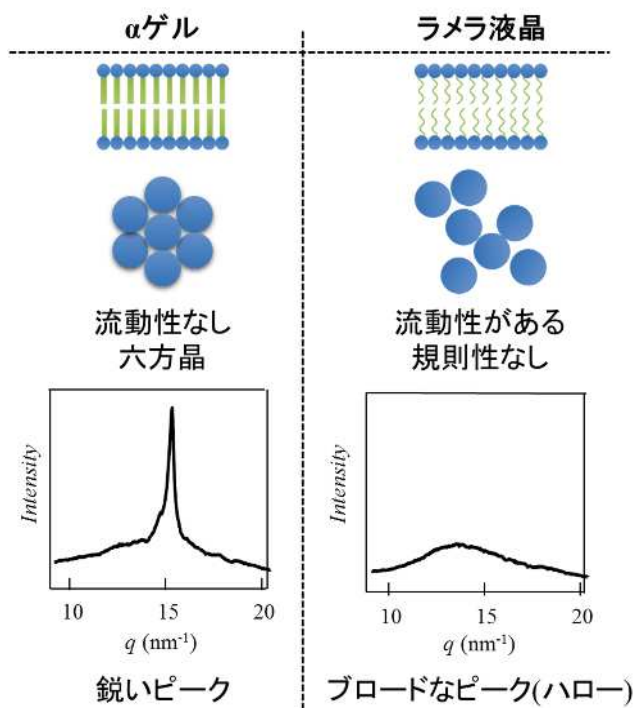 αゲル
ラメラ液晶
流動性なし
六方晶
流動性がある
規則性なし
Intensity
10 15 20
q (nm-1)
Intensity
10 15 20
q (nm-1)
鋭いピーク
ブロードなピーク(ハロー)